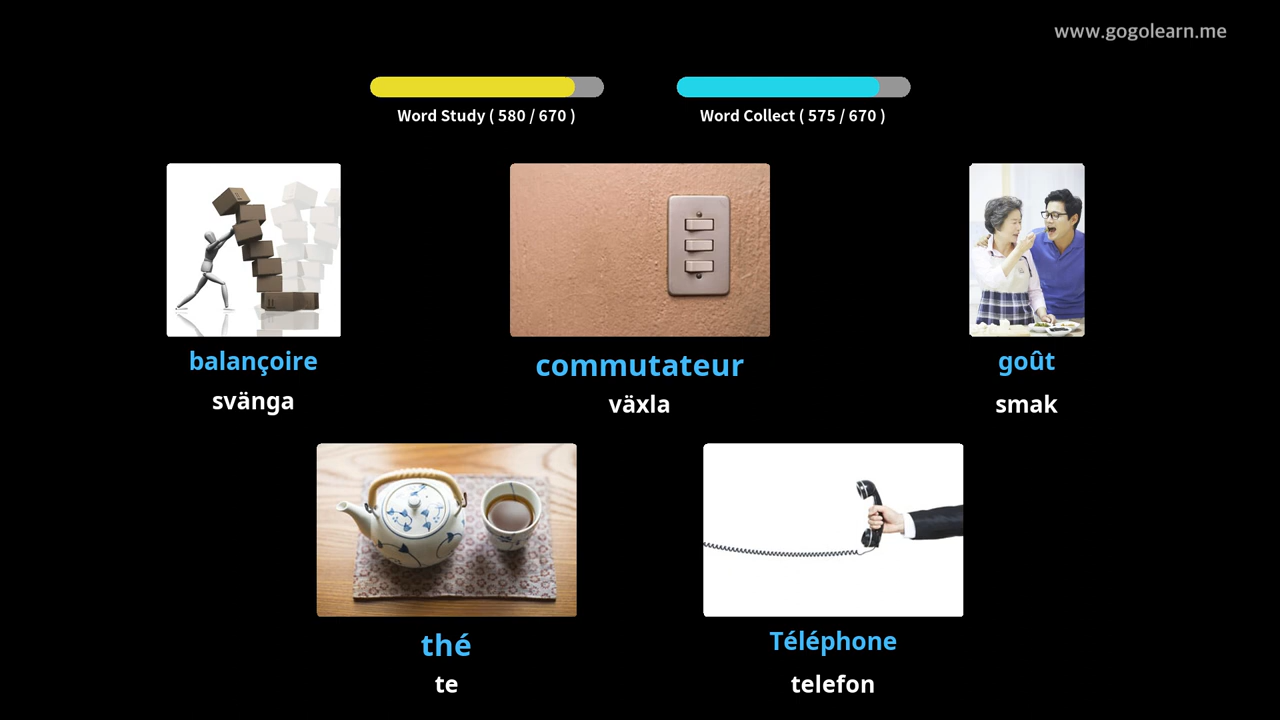 www.gogolearn.me
Word Study ( 580 / 670 )
Word Collect ( 575 / 670 )
balançoire
svänga
commutateur
växla
goût
smak
thé
te
Téléphone
telefon